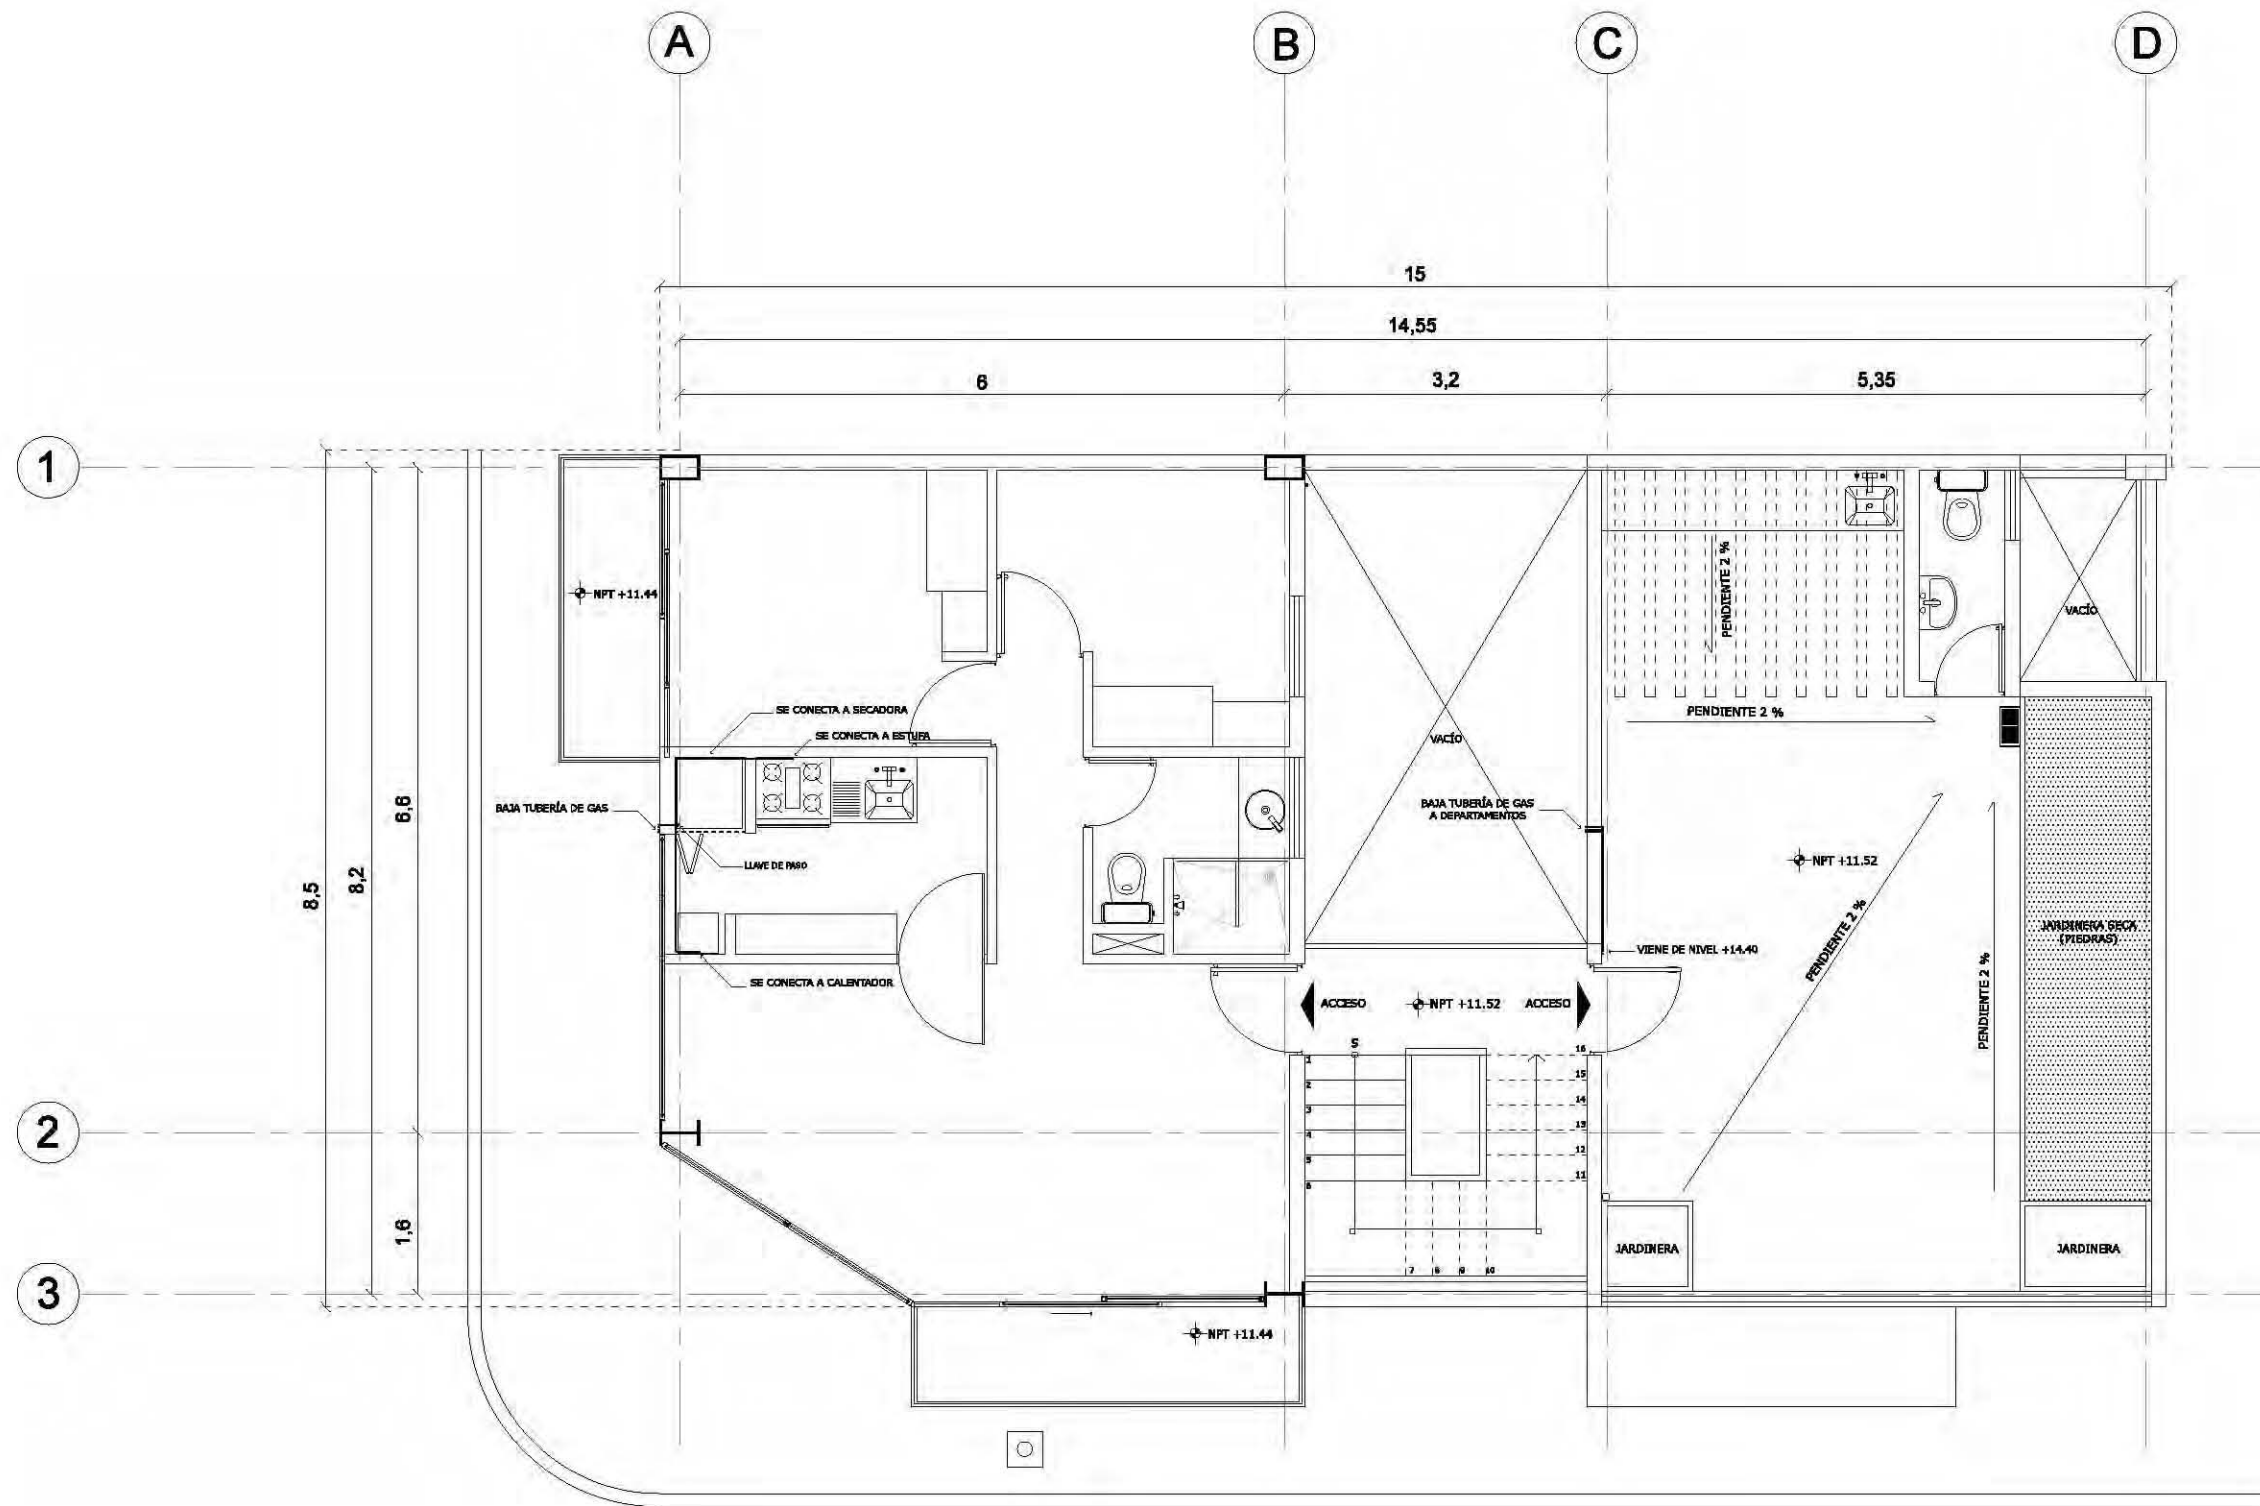 A B C D
15
14,55
6 3,2 5,35
1
NPT +11.44
PENDIENTE 2 %
VACÍO
SE CONECTA A SECADORA
SE CONECTA A ESTUFA
PENDIENTE 2 %
VACÍO
BAJA TUBERÍA DE GAS
LLAVE DE PASO
BAJA TUBERÍA DE GAS
A DEPARTAMENTOS
NPT +11.52
6,6
8,2
8,5
PENDIENTE 2 %
JARDINERA SECA
(PIEDRAS)
VIENE DE NIVEL +14.40
SE CONECTA A CALENTADOR
PENDIENTE 2 %
ACCESO NPT +11.52 ACCESO
S
1 16
2 15
3 14
4 13
5 12
6 11
7 8 9 10
2
1,6
JARDINERA JARDINERA
3
NPT +11.44